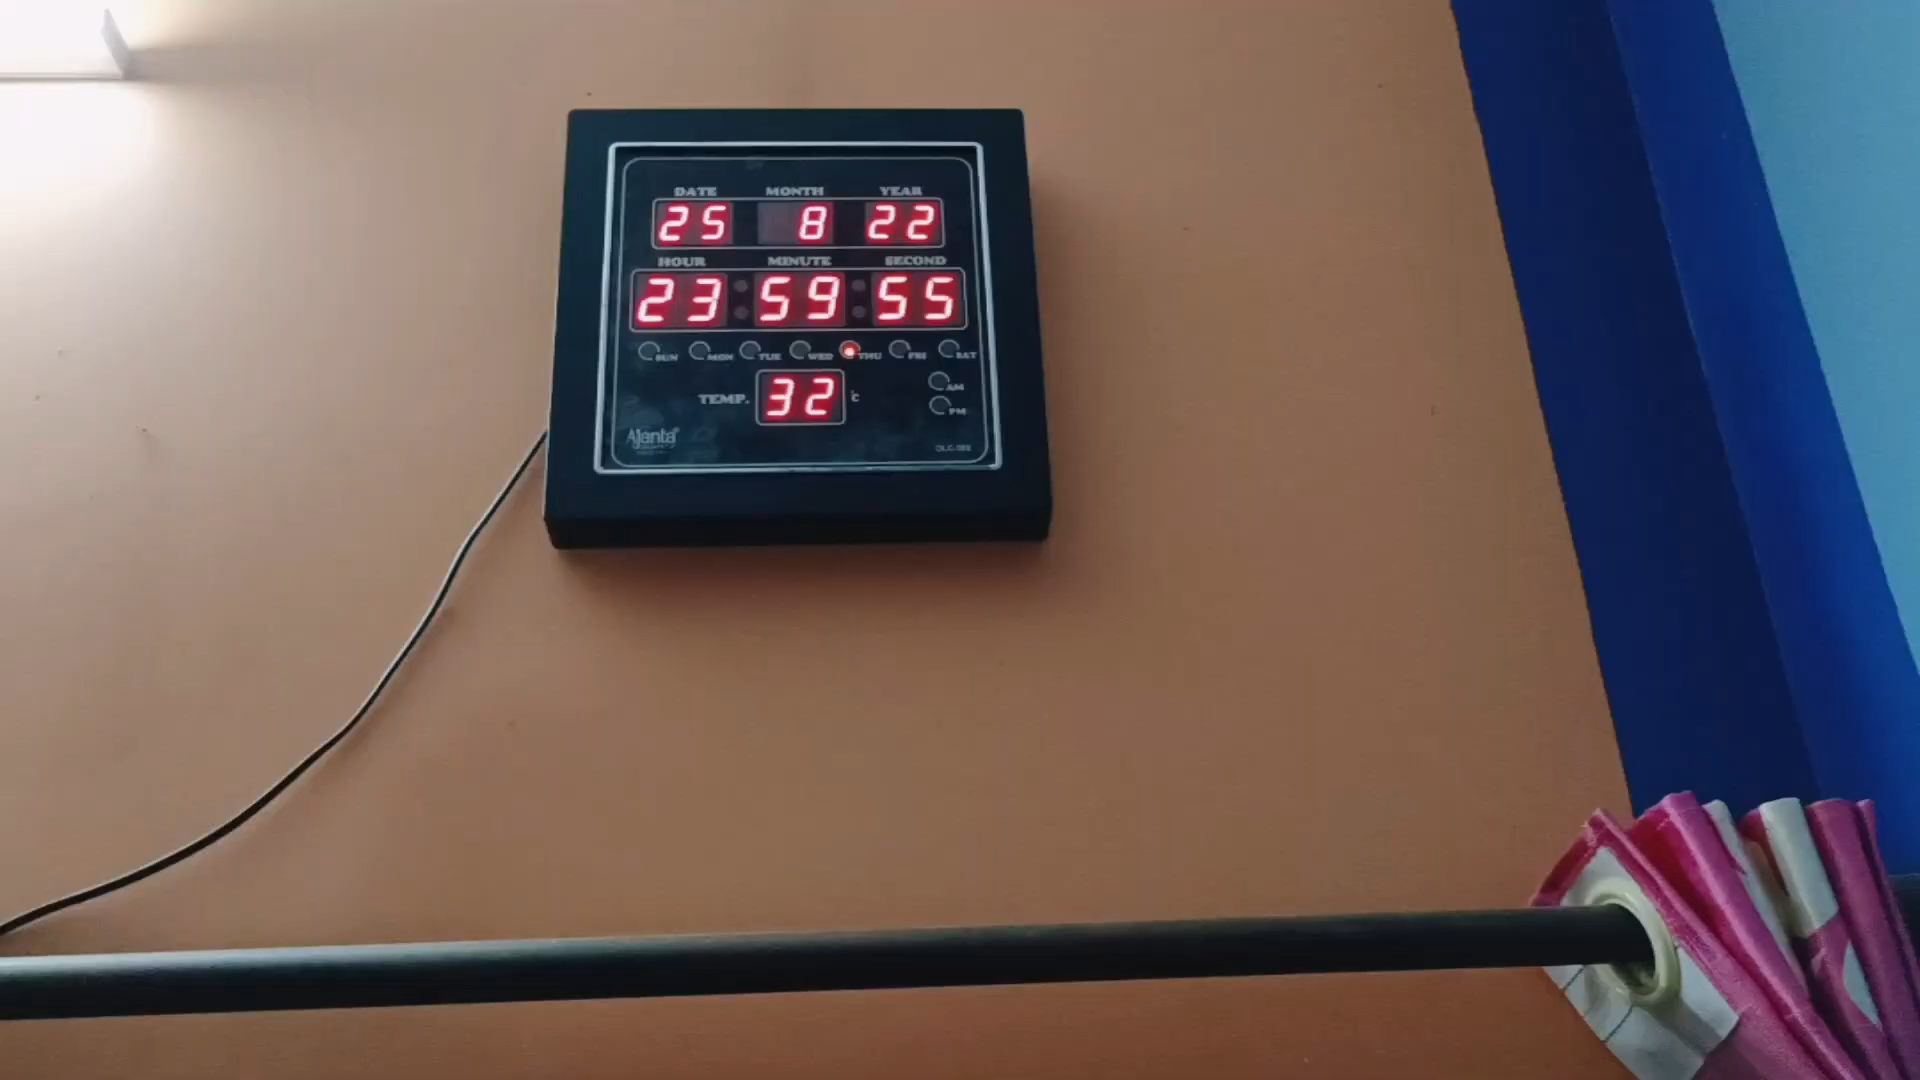 DATE MONTH YEAR
25 8 22
HOUR MINUTE SECOND
23 59 55
SUN MON TUE WED THU FRI SAT
TEMP. 32 °C
AM
PM
Ajanta